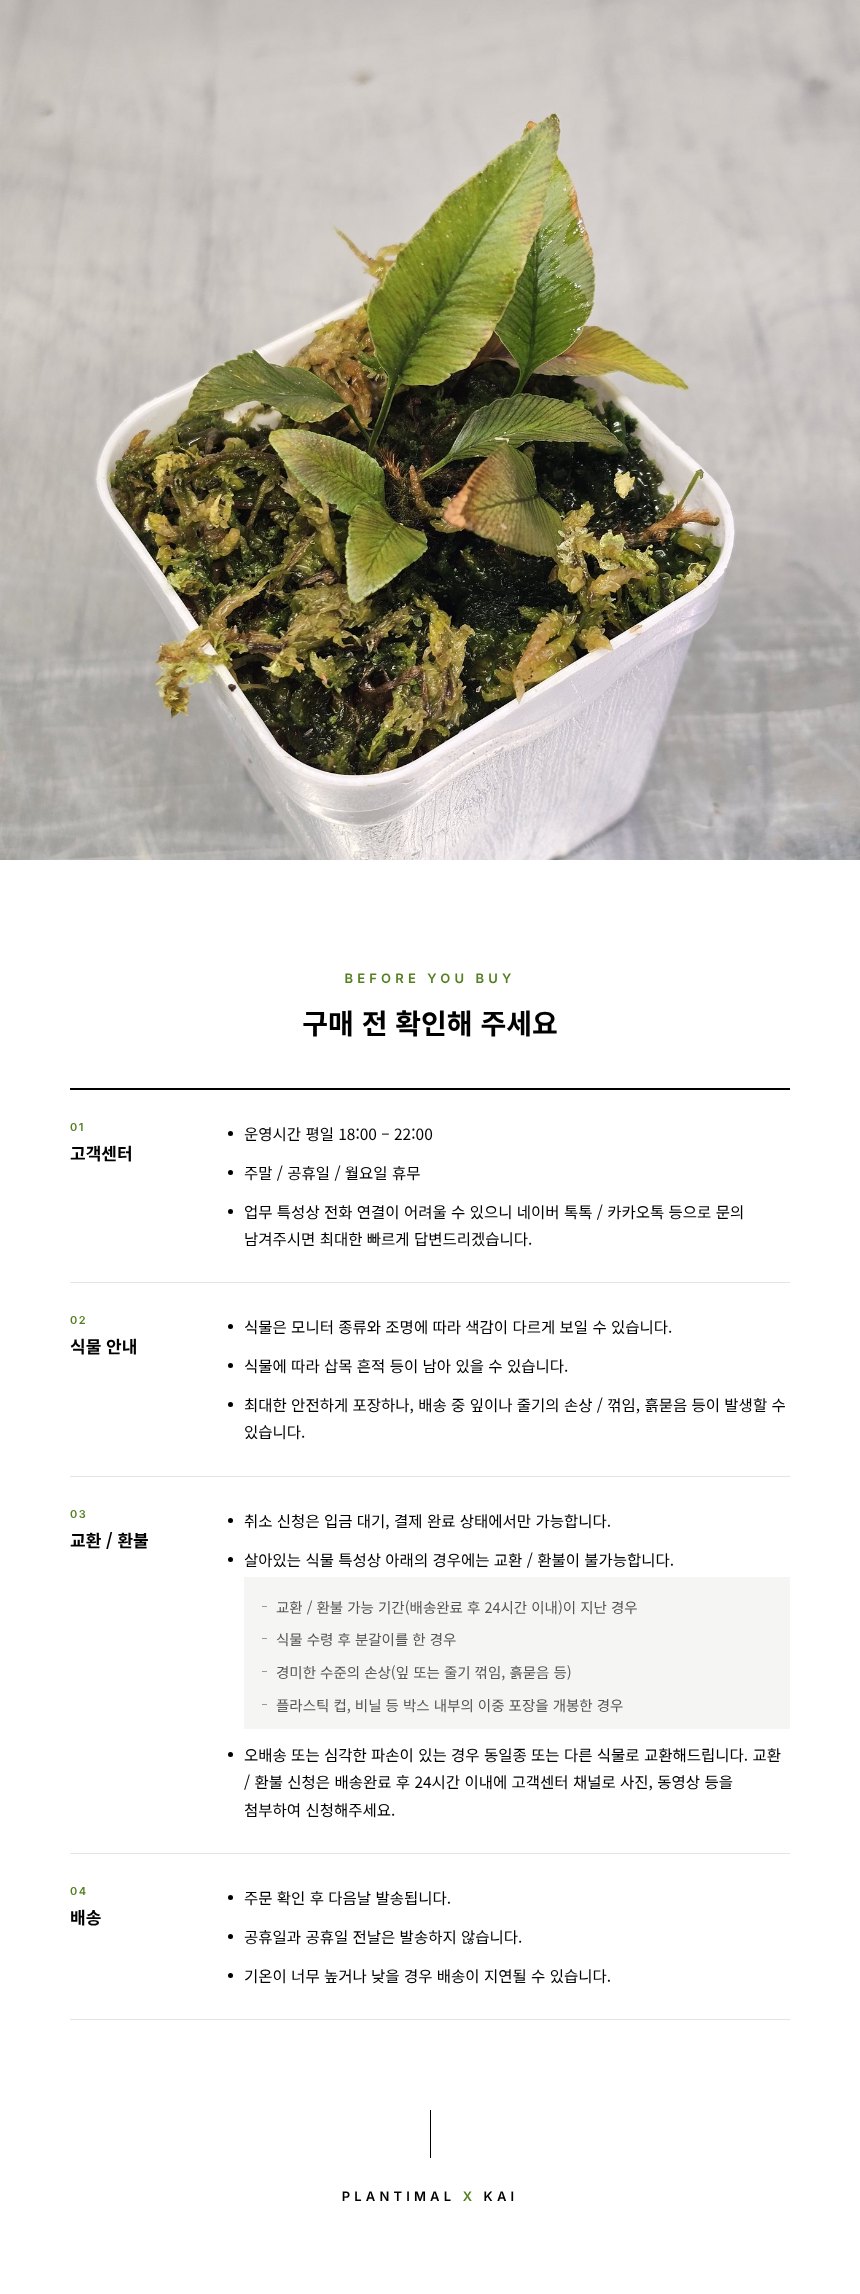 BEFORE YOU BUY
구매 전 확인해 주세요
01
고객센터
• 운영시간 평일 18:00 – 22:00
• 주말 / 공휴일 / 월요일 휴무
• 업무 특성상 전화 연결이 어려울 수 있으니 네이버 톡톡 / 카카오톡 등으로 문의
남겨주시면 최대한 빠르게 답변드리겠습니다.
02
식물 안내
• 식물은 모니터 종류와 조명에 따라 색감이 다르게 보일 수 있습니다.
• 식물에 따라 삽목 흔적 등이 남아 있을 수 있습니다.
• 최대한 안전하게 포장하나, 배송 중 잎이나 줄기의 손상 / 꺾임, 흙묻음 등이 발생할 수
있습니다.
03
교환 / 환불
• 취소 신청은 입금 대기, 결제 완료 상태에서만 가능합니다.
• 살아있는 식물 특성상 아래의 경우에는 교환 / 환불이 불가능합니다.
– 교환 / 환불 가능 기간(배송완료 후 24시간 이내)이 지난 경우
– 식물 수령 후 분갈이를 한 경우
– 경미한 수준의 손상(잎 또는 줄기 꺾임, 흙묻음 등)
– 플라스틱 컵, 비닐 등 박스 내부의 이중 포장을 개봉한 경우
• 오배송 또는 심각한 파손이 있는 경우 동일종 또는 다른 식물로 교환해드립니다. 교환
/ 환불 신청은 배송완료 후 24시간 이내에 고객센터 채널로 사진, 동영상 등을
첨부하여 신청해주세요.
04
배송
• 주문 확인 후 다음날 발송됩니다.
• 공휴일과 공휴일 전날은 발송하지 않습니다.
• 기온이 너무 높거나 낮을 경우 배송이 지연될 수 있습니다.
PLANTIMAL X KAI